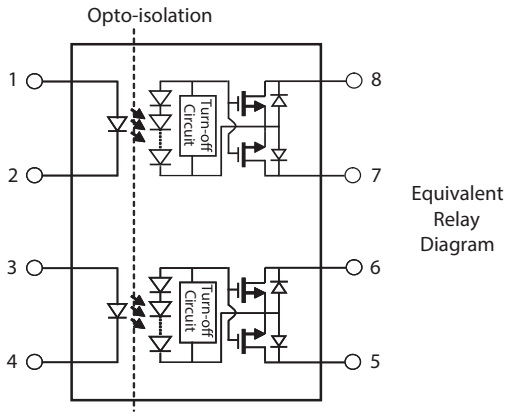 Opto-isolation
1
8
Turn-off
Circuit
2
7
Equivalent
Relay
Diagram
3
6
Turn-off
Circuit
4
5